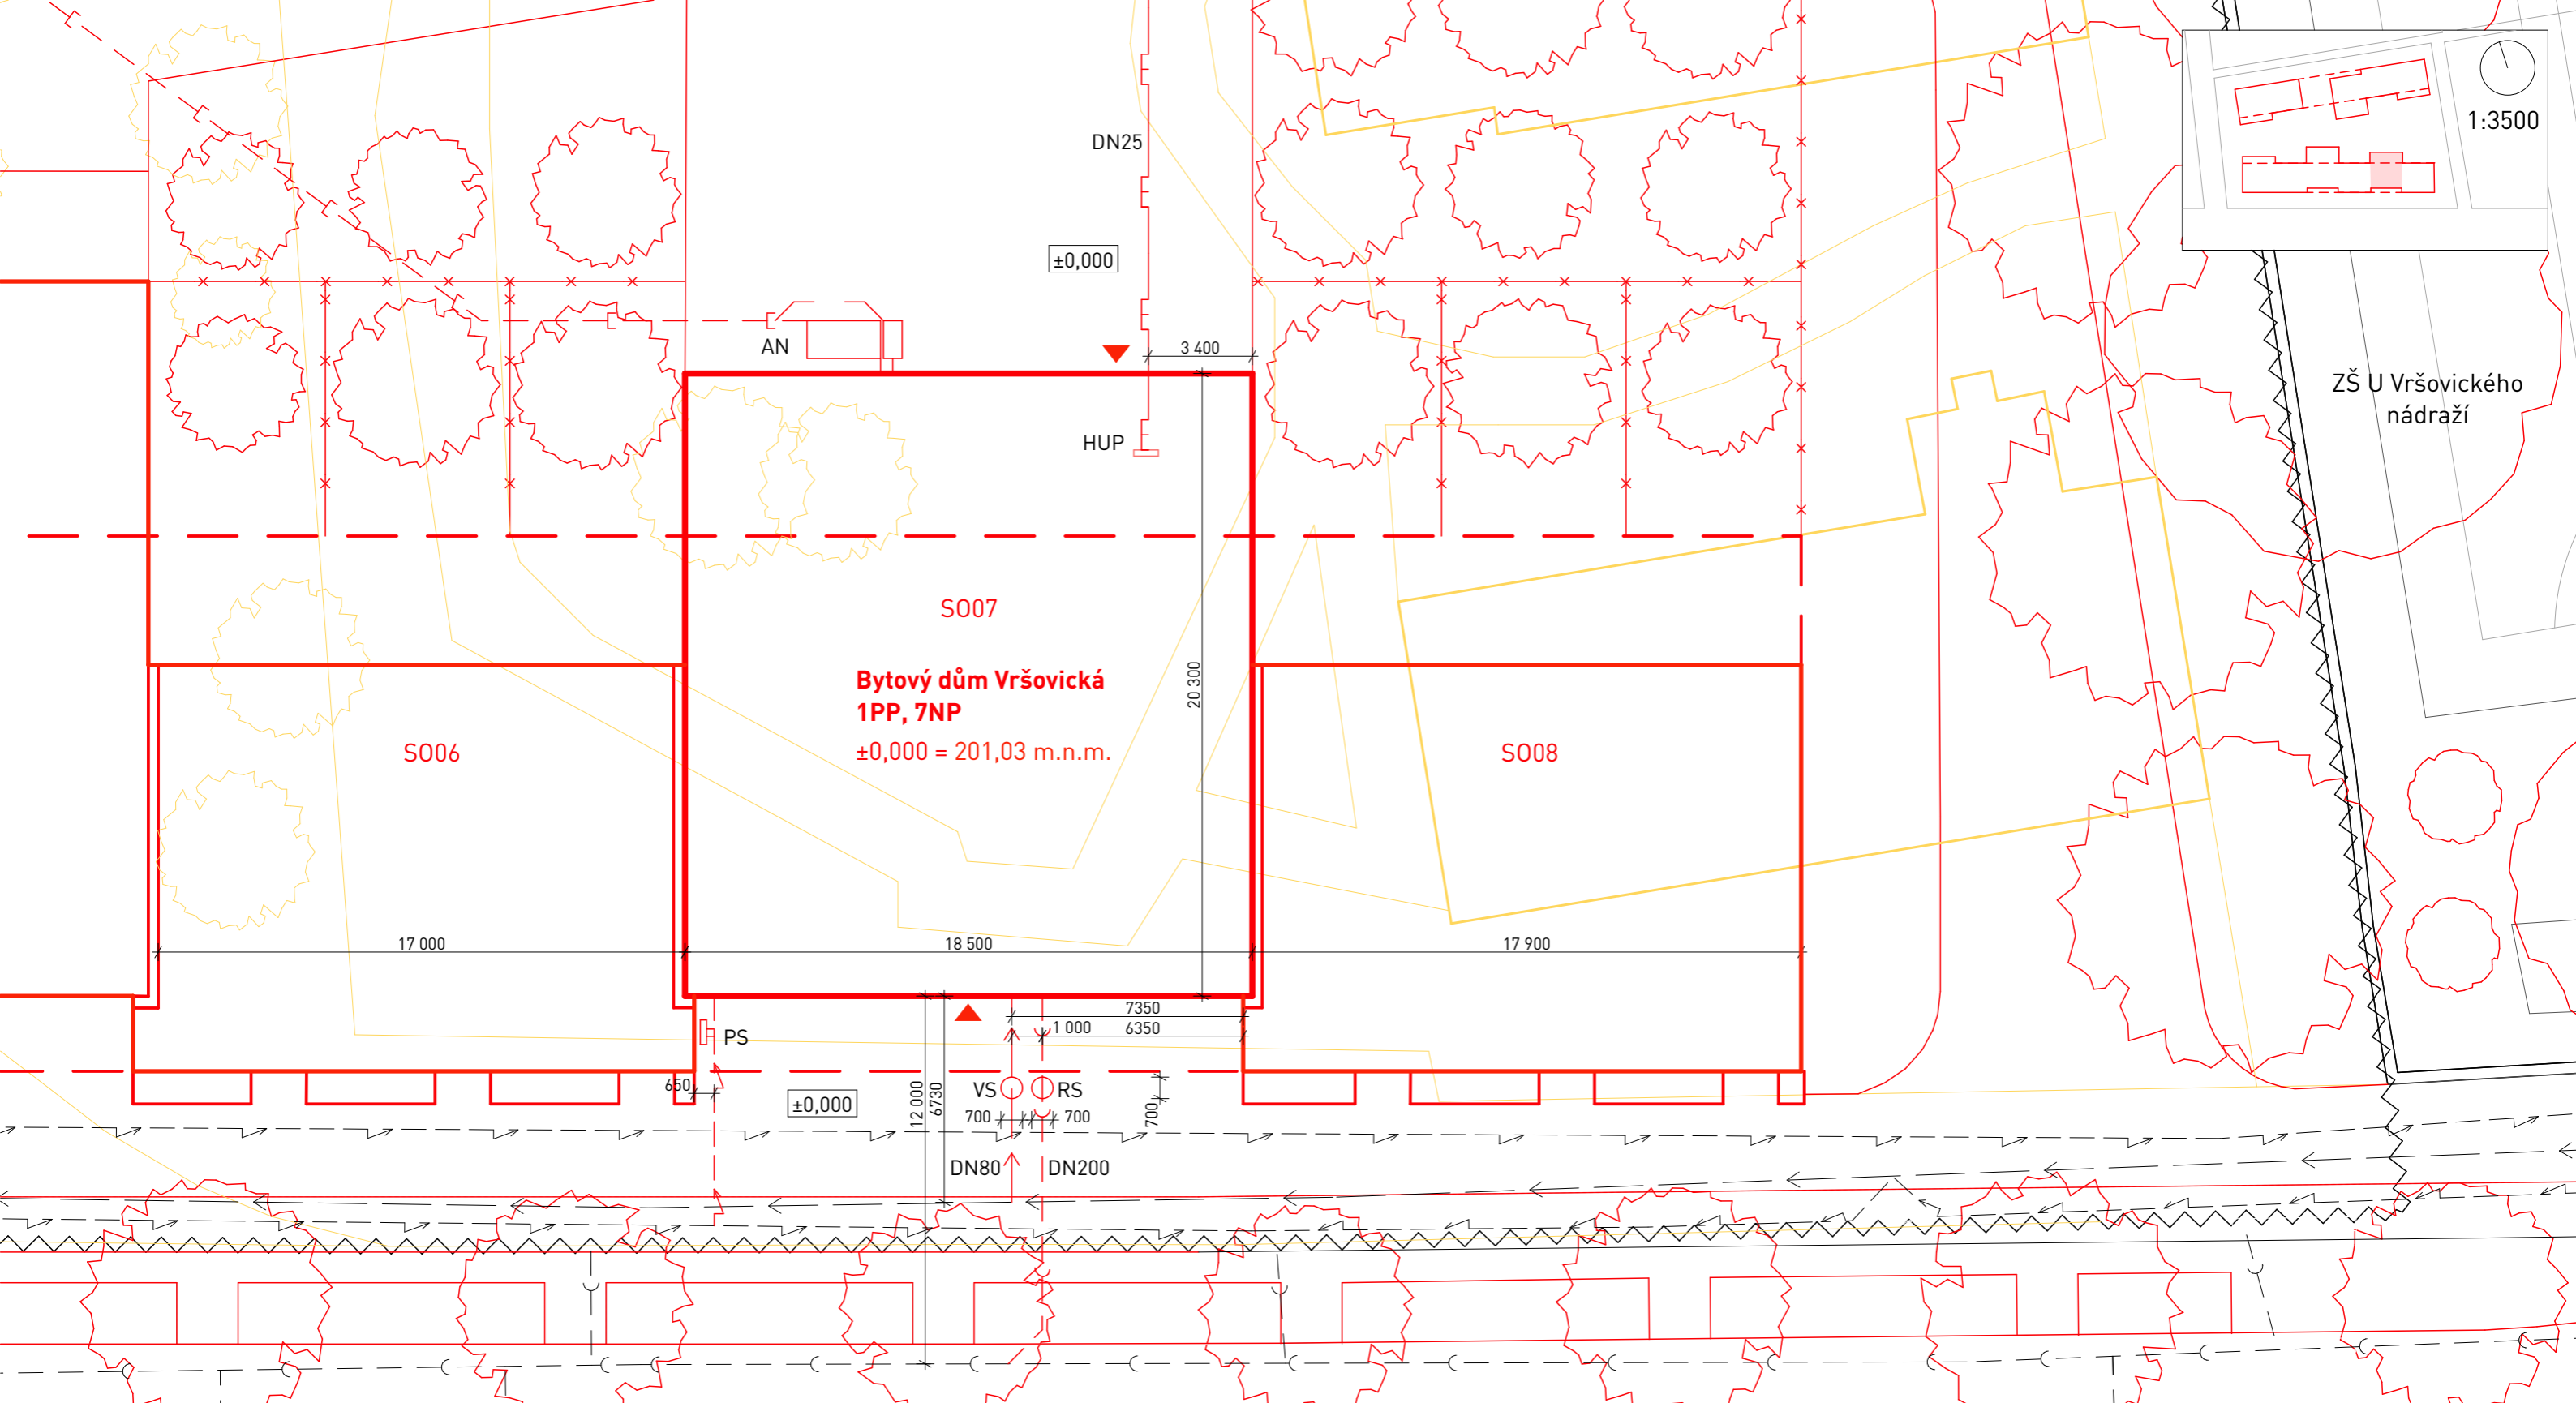 DN25
1:3500
±0,000
AN
3 400
ZŠ U Vršovického
nádraží
HUP
SO07
Bytový dům Vršovická
1PP, 7NP
±0,000 = 201,03 m.n.m.
20 300
SO06
SO08
17 000
18 500
17 900
7350
1 000
6350
PS
650
±0,000
12 000
6730
VS
RS
700
700
700
DN80
DN200